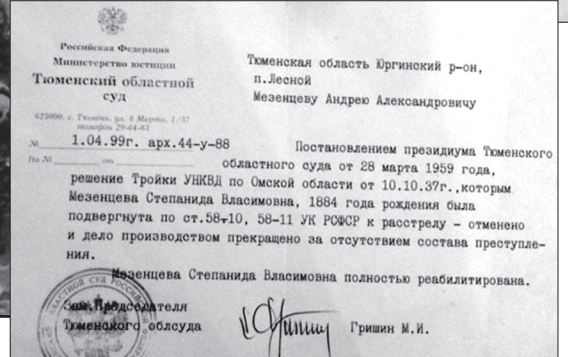 Российская Федерация
Министерство юстиции
Тюменский областной
суд
625000, г. Тюмень, ул. 8 Марта, 1/37
телефон 29-64-63
№ 1.04.99г. арх.44-у-88
На № от
Тюменская область Юргинский р-он,
п.Лесной
Мезенцеву Андрею Александровичу
Постановлением президиума Тюменского
областного суда от 28 марта 1959 года,
решение Тройки УНКВД по Омской области от 10.10.37г.,которым
Мезенцева Степанида Власимовна, 1884 года рождения была
подвергнута по ст.58-10, 58-11 УК РСФСР к расстрелу - отменено
и дело производством прекращено за отсутствием состава преступле-
ния.
Мезенцева Степанида Власимовна полностью реабилитирована.
Зам.Председателя
Тюменского облсуда Гришин М.И.
ОБЛАСТНОЙ СУД